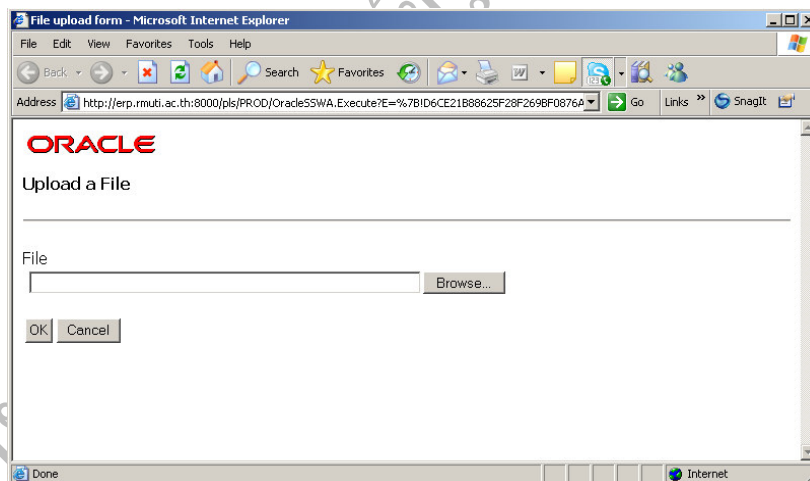 File upload form - Microsoft Internet Explorer
File Edit View Favorites Tools Help
Back Search Favorites
Address http://erp.rmuti.ac.th:8000/pls/PROD/OracleSSWA.Execute?E=%7B!D6CE21B88625F28F269BF0876A Go Links » SnagIt
ORACLE
Upload a File
File
Browse...
OK Cancel
Done Internet